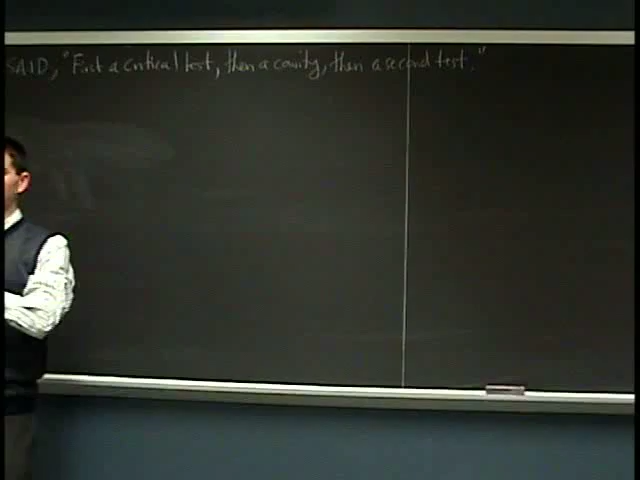 SAID, "First a critical test, then a cavity, then a second test."